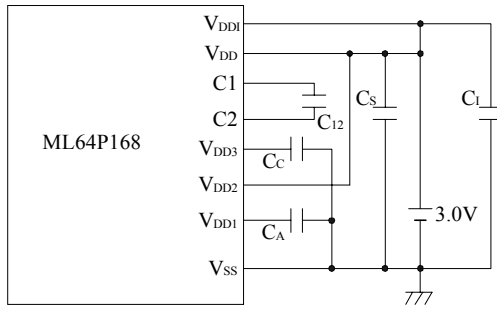 VDDI
VDD
C1
C2
C12
CS
CI
ML64P168
VDD3
CC
VDD2
VDD1
CA
3.0V
VSS